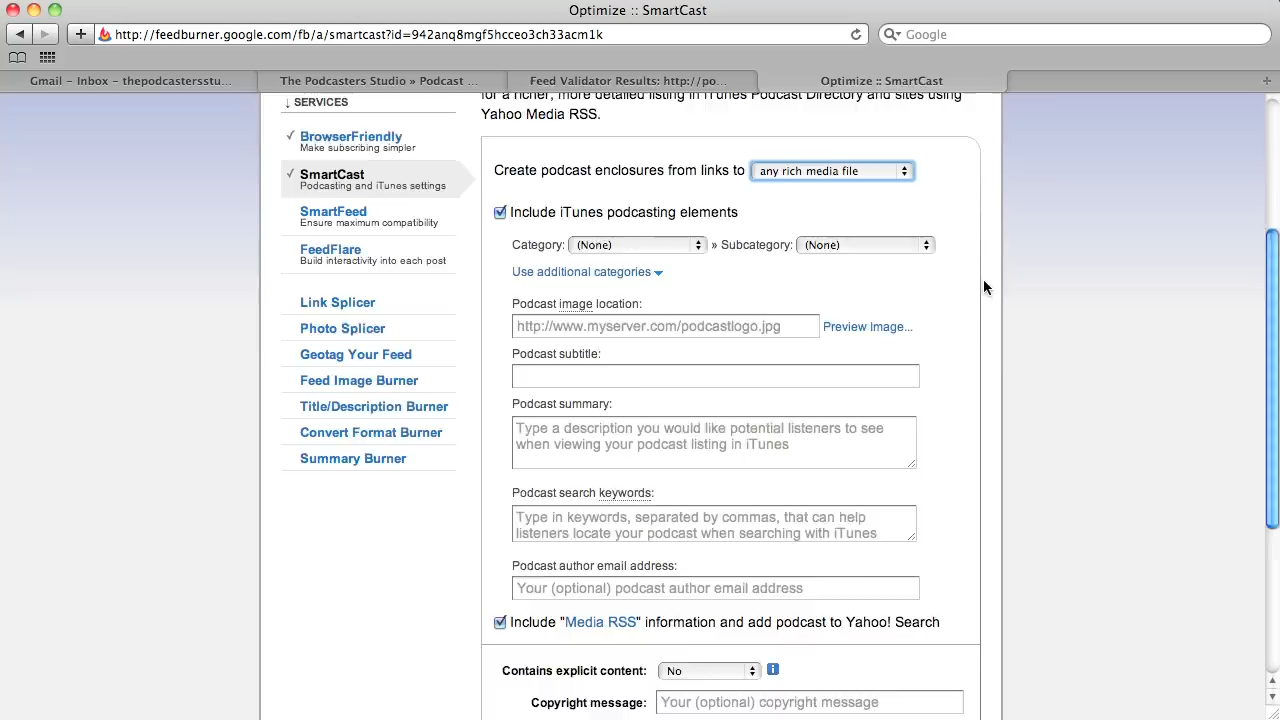 Optimize :: SmartCast
http://feedburner.google.com/fb/a/smartcast?id=942anq8mgf5hcceo3ch33acm1k
Google
Gmail – Inbox – thepodcastersstu...
The Podcasters Studio » Podcast ...
Feed Validator Results: http://po...
Optimize :: SmartCast
↓ SERVICES
BrowserFriendly
Make subscribing simpler
SmartCast
Podcasting and iTunes settings
SmartFeed
Ensure maximum compatibility
FeedFlare
Build interactivity into each post
Link Splicer
Photo Splicer
Geotag Your Feed
Feed Image Burner
Title/Description Burner
Convert Format Burner
Summary Burner
for a richer, more detailed listing in iTunes Podcast Directory and sites using
Yahoo Media RSS.
Create podcast enclosures from links to any rich media file
Include iTunes podcasting elements
Category: (None) » Subcategory: (None)
Use additional categories
Podcast image location:
http://www.myserver.com/podcastlogo.jpg Preview Image...
Podcast subtitle:
Podcast summary:
Type a description you would like potential listeners to see
when viewing your podcast listing in iTunes
Podcast search keywords:
Type in keywords, separated by commas, that can help
listeners locate your podcast when searching with iTunes
Podcast author email address:
Your (optional) podcast author email address
Include "Media RSS" information and add podcast to Yahoo! Search
Contains explicit content: No
Copyright message: Your (optional) copyright message